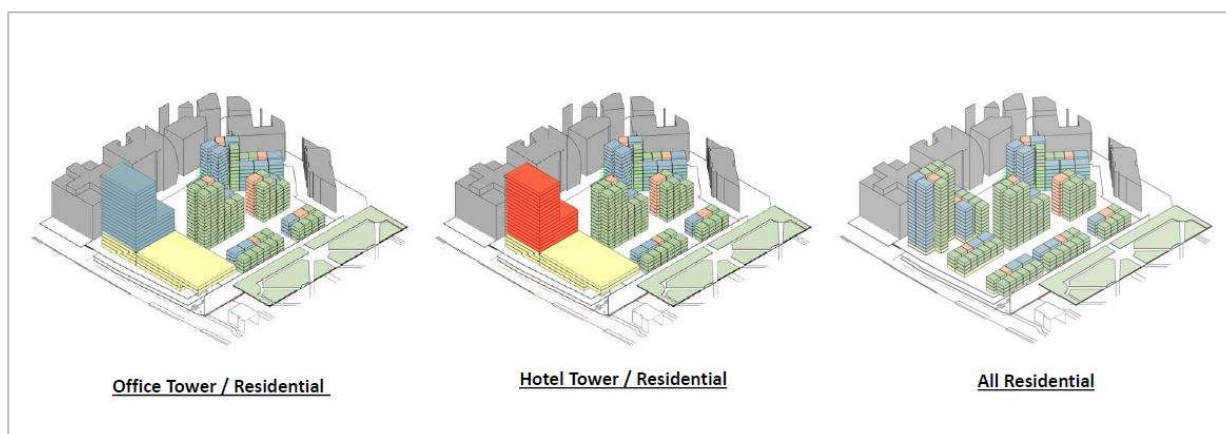 Office Tower / Residential
Hotel Tower / Residential
All Residential